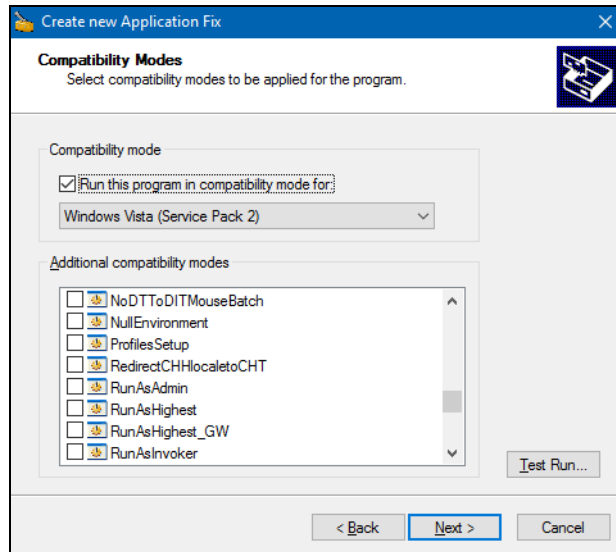 Create new Application Fix
Compatibility Modes
Select compatibility modes to be applied for the program.
Compatibility mode
Run this program in compatibility mode for:
Windows Vista (Service Pack 2)
Additional compatibility modes
NoDTToDITMouseBatch
NullEnvironment
ProfilesSetup
RedirectCHHlocaletoCHT
RunAsAdmin
RunAsHighest
RunAsHighest_GW
RunAsInvoker
Test Run...
< Back
Next >
Cancel